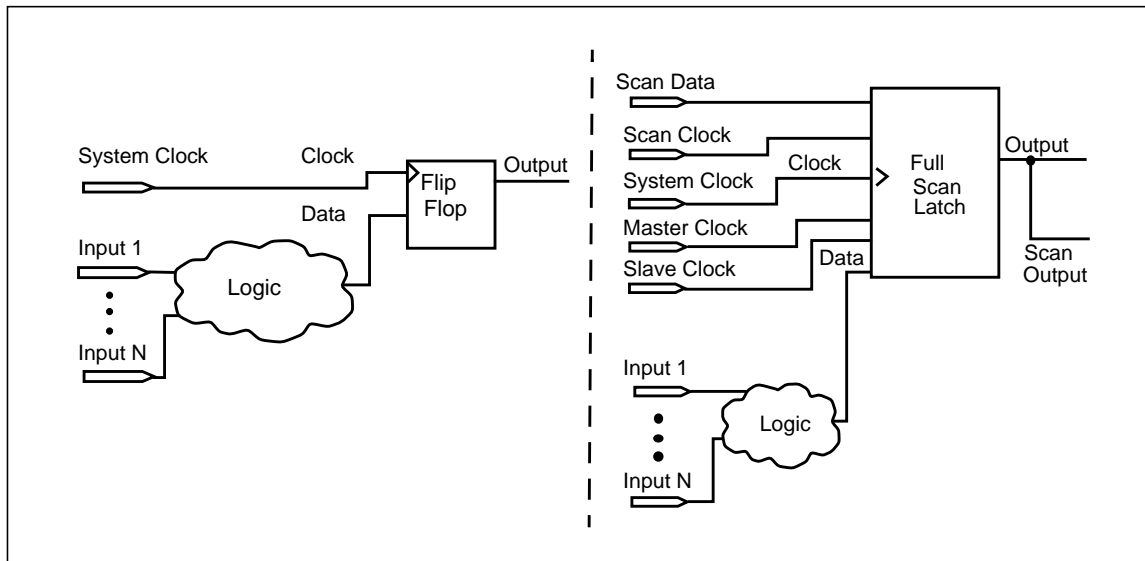 System Clock
Clock
Flip
Flop
Output
Data
Input 1
Logic
Input N
Scan Data
Scan Clock
System Clock
Clock
Master Clock
Slave Clock
Data
Full
Scan
Latch
Output
Scan
Output
Input 1
Logic
Input N